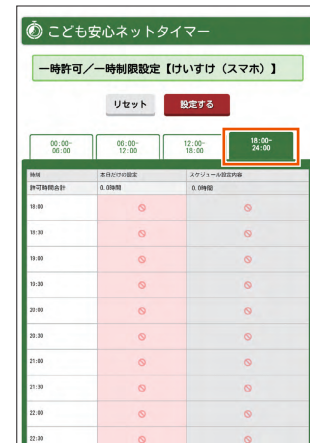 こども安心ネットタイマー
一時許可／一時制限設定【けいすけ（スマホ）】
リセット 設定する
00:00-06:00 06:00-12:00 12:00-18:00 18:00-24:00
時刻 本日だけの設定 スケジュール設定内容
許可時間合計 0.0時間 0.0時間
18:00
18:30
19:00
19:30
20:00
20:30
21:00
21:30
22:00
22:30